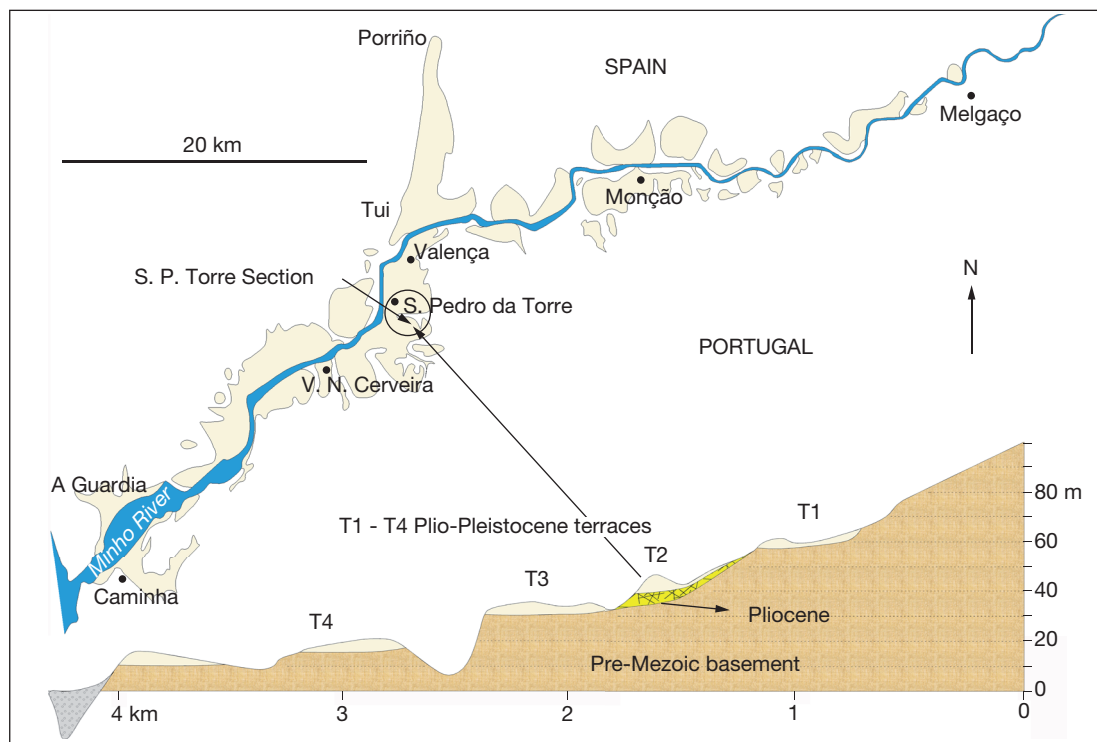 Porriño
SPAIN
Melgaço
20 km
Monção
Tui
Valença
S. P. Torre Section
N
S. Pedro da Torre
PORTUGAL
V. N. Cerveira
A Guardia
Minho River
Caminha
T1 - T4 Plio-Pleistocene terraces
T1
T2
T3
T4
Pliocene
Pre-Mezoic basement
80 m
60
40
20
0
4 km
3
2
1
0